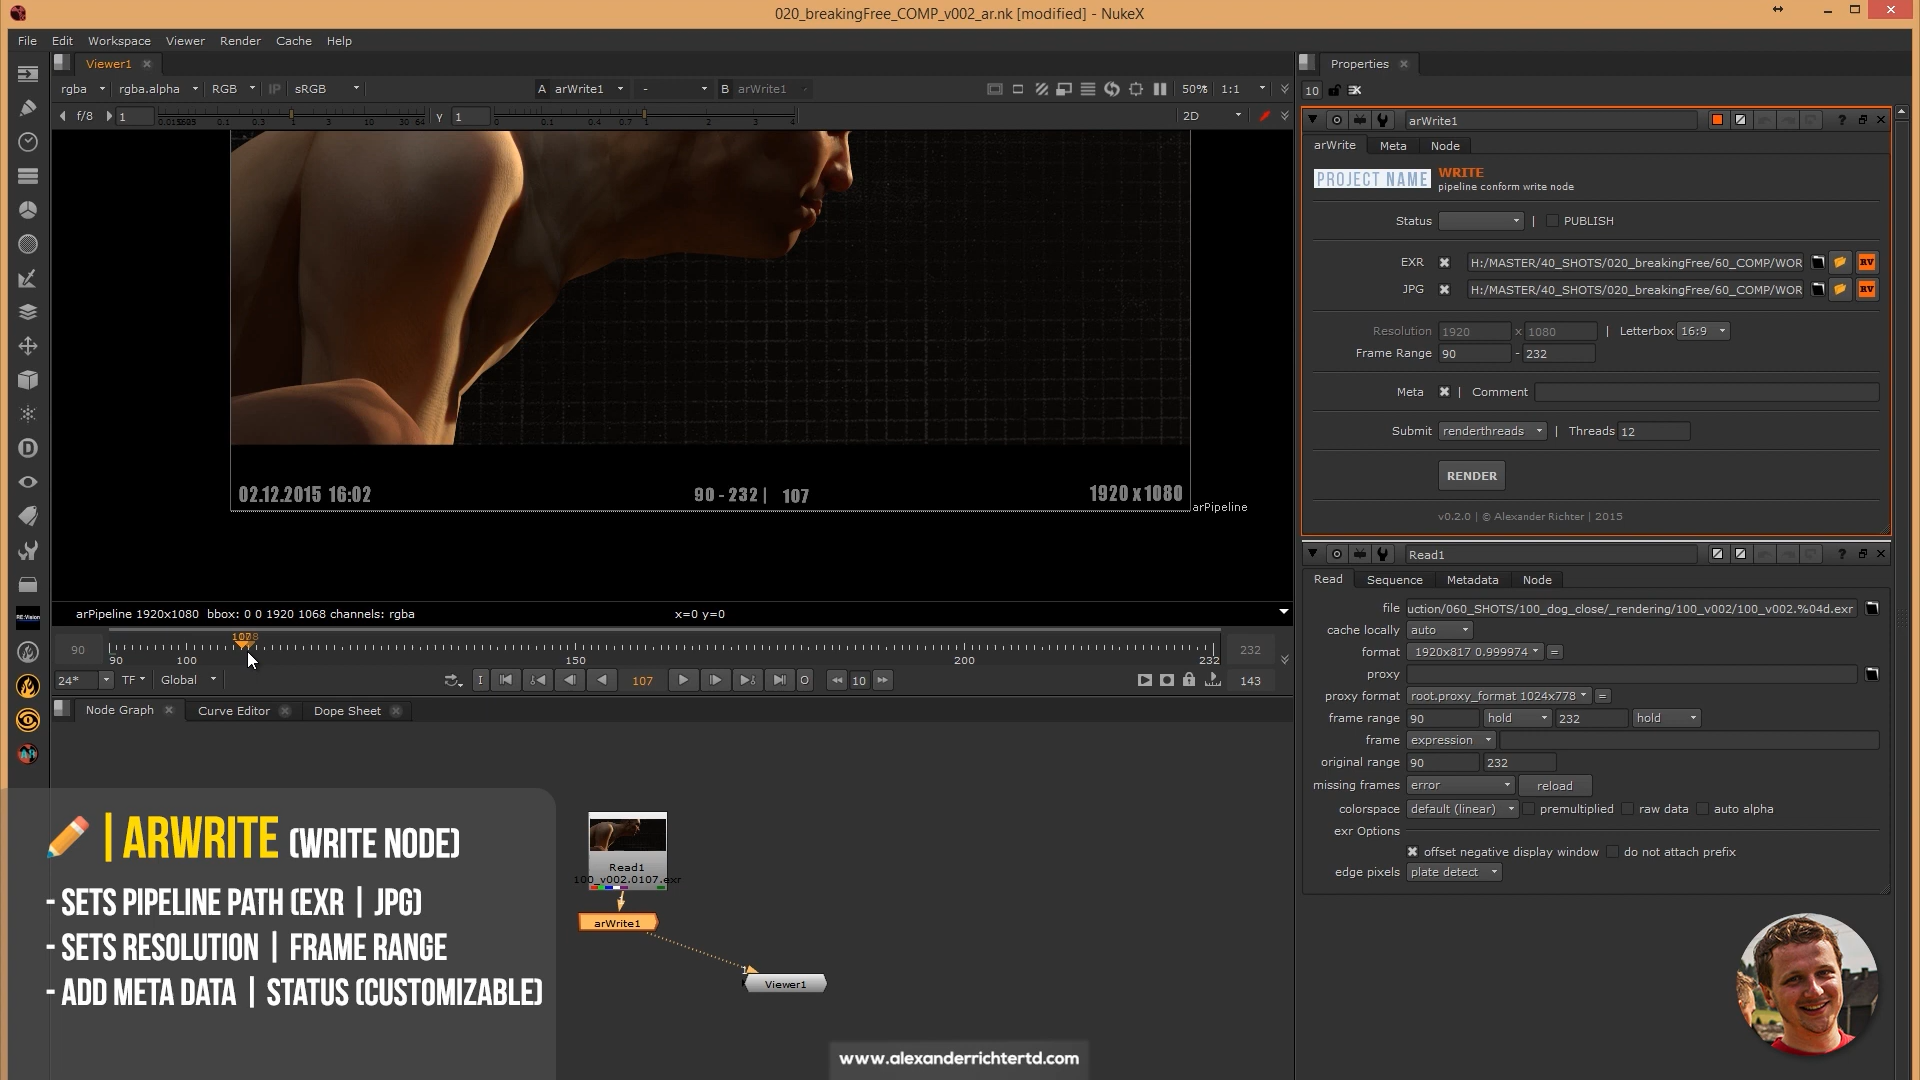 020_breakingFree_COMP_v002_ar.nk [modified] - NukeX
File Edit Workspace Viewer Render Cache Help
Viewer1
rgba rgba.alpha RGB IP sRGB A arWrite1 - B arWrite1 50% 1:1
f/8 1 Y 1 2D
02.12.2015 16:02 90 - 232 | 107 1920 x 1080
arPipeline
arPipeline 1920x1080 bbox: 0 0 1920 1068 channels: rgba x=0 y=0
90 90 100 107 150 200 232 232
24* TF Global I 107 O 10 143
Node Graph Curve Editor Dope Sheet
Read1
100_v002.0107.exr
arWrite1
1
Viewer1
| ARWRITE (WRITE NODE)
- SETS PIPELINE PATH (EXR | JPG)
- SETS RESOLUTION | FRAME RANGE
- ADD META DATA | STATUS (CUSTOMIZABLE)
www.alexanderrichtertd.com
Properties
10
arWrite1
arWrite Meta Node
PROJECT NAME WRITE
pipeline conform write node
Status | PUBLISH
EXR H:/MASTER/40_SHOTS/020_breakingFree/60_COMP/WOR RV
JPG H:/MASTER/40_SHOTS/020_breakingFree/60_COMP/WOR RV
Resolution 1920 x 1080 | Letterbox 16:9
Frame Range 90 - 232
Meta | Comment
Submit renderthreads | Threads 12
RENDER
v0.2.0 | © Alexander Richter | 2015
Read1
Read Sequence Metadata Node
file uction/060_SHOTS/100_dog_close/_rendering/100_v002/100_v002.%04d.exr
cache locally auto
format 1920x817 0.999974 =
proxy
proxy format root.proxy_format 1024x778 =
frame range 90 hold 232 hold
frame expression
original range 90 232
missing frames error reload
colorspace default (linear) premultiplied raw data auto alpha
exr Options
offset negative display window do not attach prefix
edge pixels plate detect